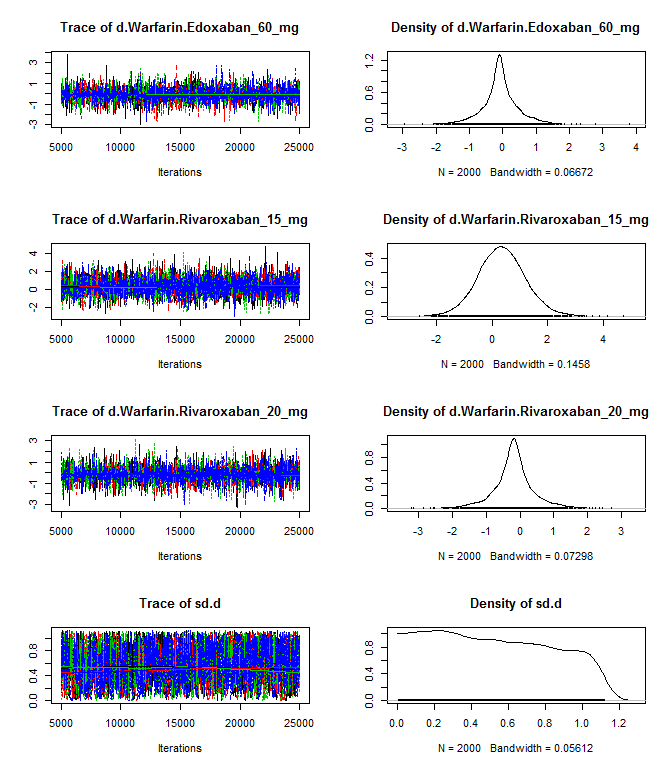 Trace of d.Warfarin.Edoxaban_60_mg
3
1
-1
-3
5000 10000 15000 20000 25000
Iterations
Density of d.Warfarin.Edoxaban_60_mg
1.2
0.6
0.0
-3 -2 -1 0 1 2 3 4
N = 2000 Bandwidth = 0.06672
Trace of d.Warfarin.Rivaroxaban_15_mg
4
2
0
-2
5000 10000 15000 20000 25000
Iterations
Density of d.Warfarin.Rivaroxaban_15_mg
0.4
0.2
0.0
-2 0 2 4
N = 2000 Bandwidth = 0.1458
Trace of d.Warfarin.Rivaroxaban_20_mg
3
1
-1
-3
5000 10000 15000 20000 25000
Iterations
Density of d.Warfarin.Rivaroxaban_20_mg
0.8
0.4
0.0
-3 -2 -1 0 1 2 3
N = 2000 Bandwidth = 0.07298
Trace of sd.d
0.8
0.4
0.0
5000 10000 15000 20000 25000
Iterations
Density of sd.d
0.8
0.4
0.0
0.0 0.2 0.4 0.6 0.8 1.0 1.2
N = 2000 Bandwidth = 0.05612